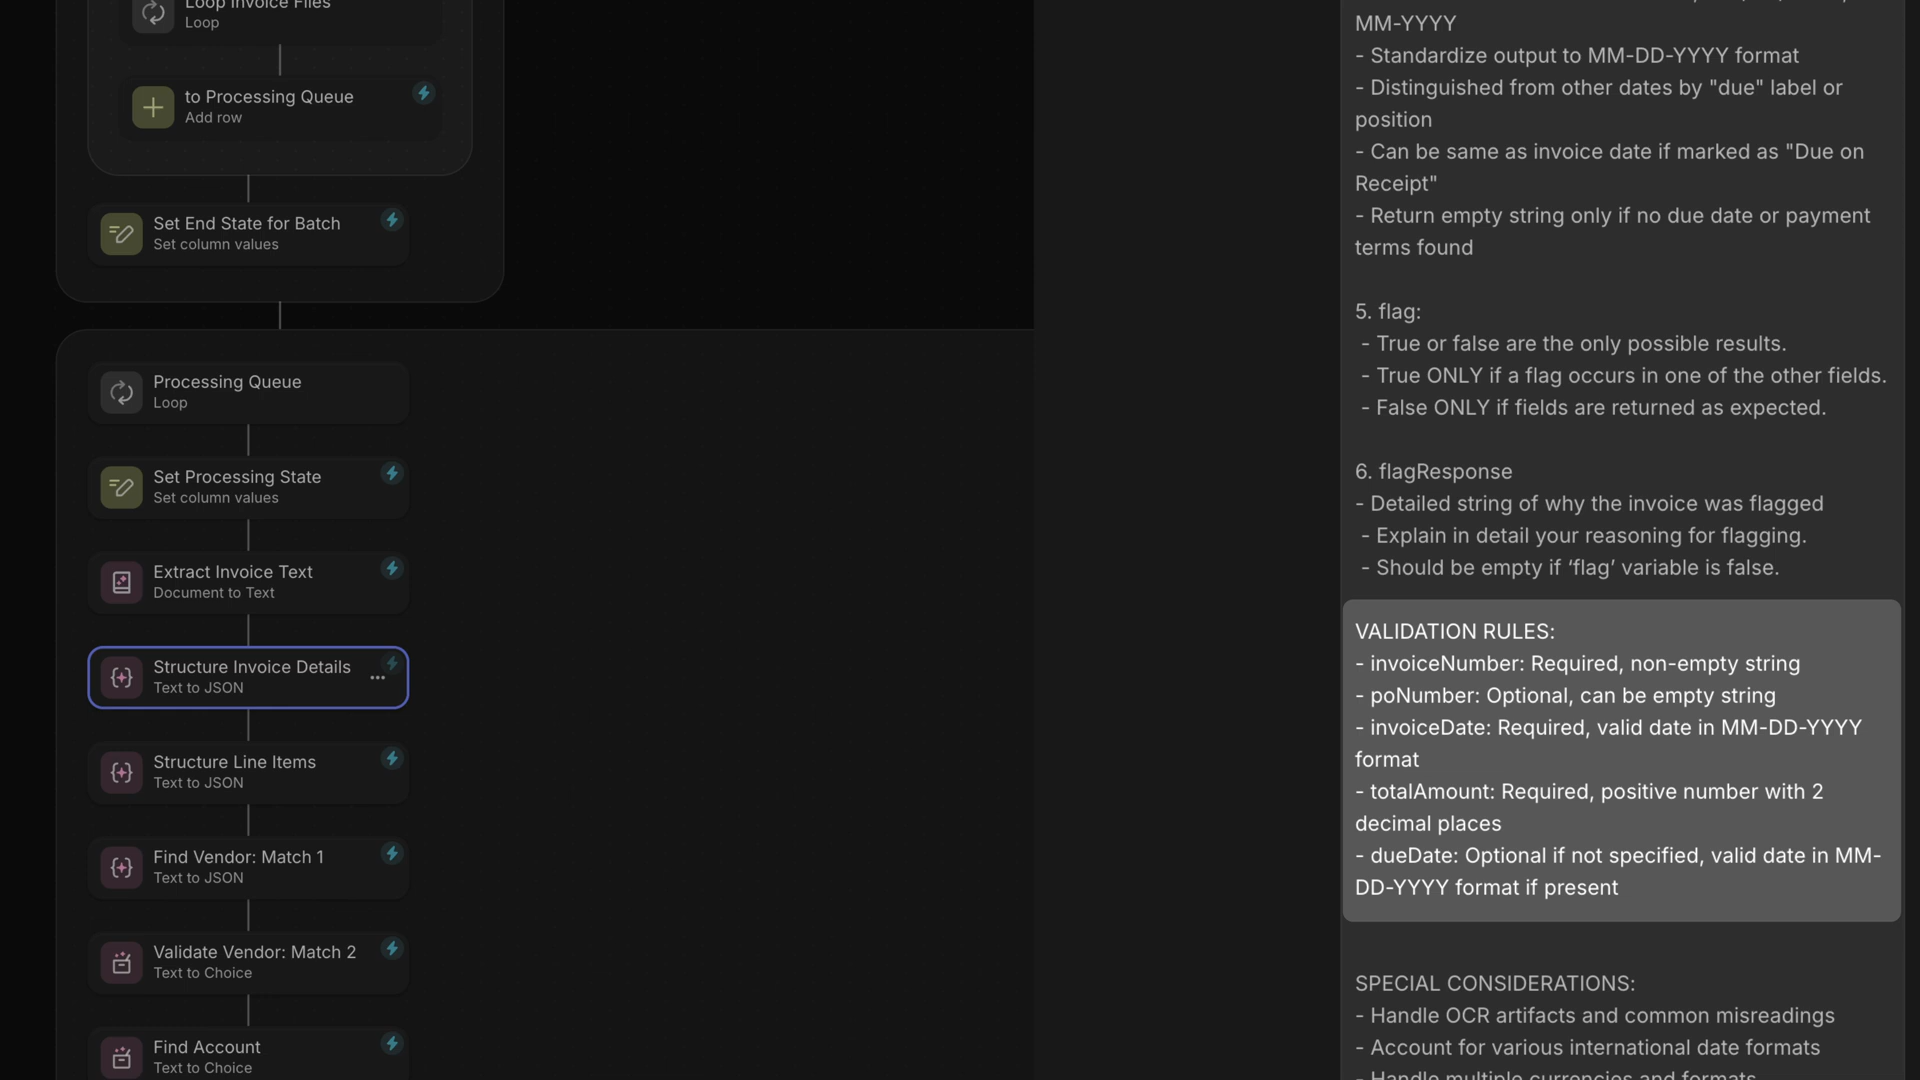 Loop Invoice Files
Loop
to Processing Queue
Add row
Set End State for Batch
Set column values
Processing Queue
Loop
Set Processing State
Set column values
Extract Invoice Text
Document to Text
Structure Invoice Details
Text to JSON
Structure Line Items
Text to JSON
Find Vendor: Match 1
Text to JSON
Validate Vendor: Match 2
Text to Choice
Find Account
Text to Choice
MM-YYYY
- Standardize output to MM-DD-YYYY format
- Distinguished from other dates by "due" label or
position
- Can be same as invoice date if marked as "Due on
Receipt"
- Return empty string only if no due date or payment
terms found
5. flag:
- True or false are the only possible results.
- True ONLY if a flag occurs in one of the other fields.
- False ONLY if fields are returned as expected.
6. flagResponse
- Detailed string of why the invoice was flagged
- Explain in detail your reasoning for flagging.
- Should be empty if ‘flag’ variable is false.
VALIDATION RULES:
- invoiceNumber: Required, non-empty string
- poNumber: Optional, can be empty string
- invoiceDate: Required, valid date in MM-DD-YYYY
format
- totalAmount: Required, positive number with 2
decimal places
- dueDate: Optional if not specified, valid date in MM-
DD-YYYY format if present
SPECIAL CONSIDERATIONS:
- Handle OCR artifacts and common misreadings
- Account for various international date formats
- Handle multiple currencies and formats